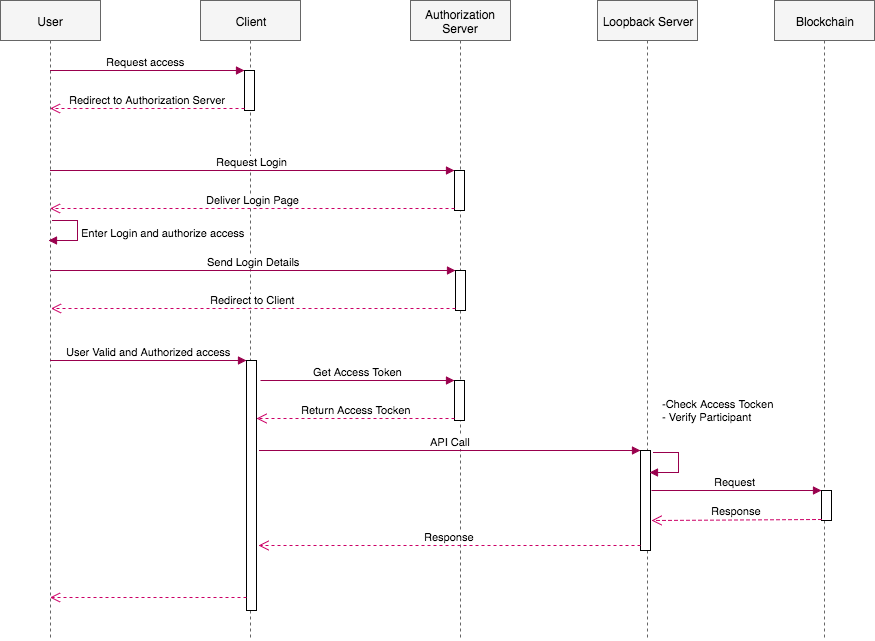 User
Client
Authorization
Server
Loopback Server
Blockchain
Request access
Redirect to Authorization Server
Request Login
Deliver Login Page
Enter Login and authorize access
Send Login Details
Redirect to Client
User Valid and Authorized access
Get Access Token
Return Access Tocken
-Check Access Tocken
- Verify Participant
API Call
Request
Response
Response